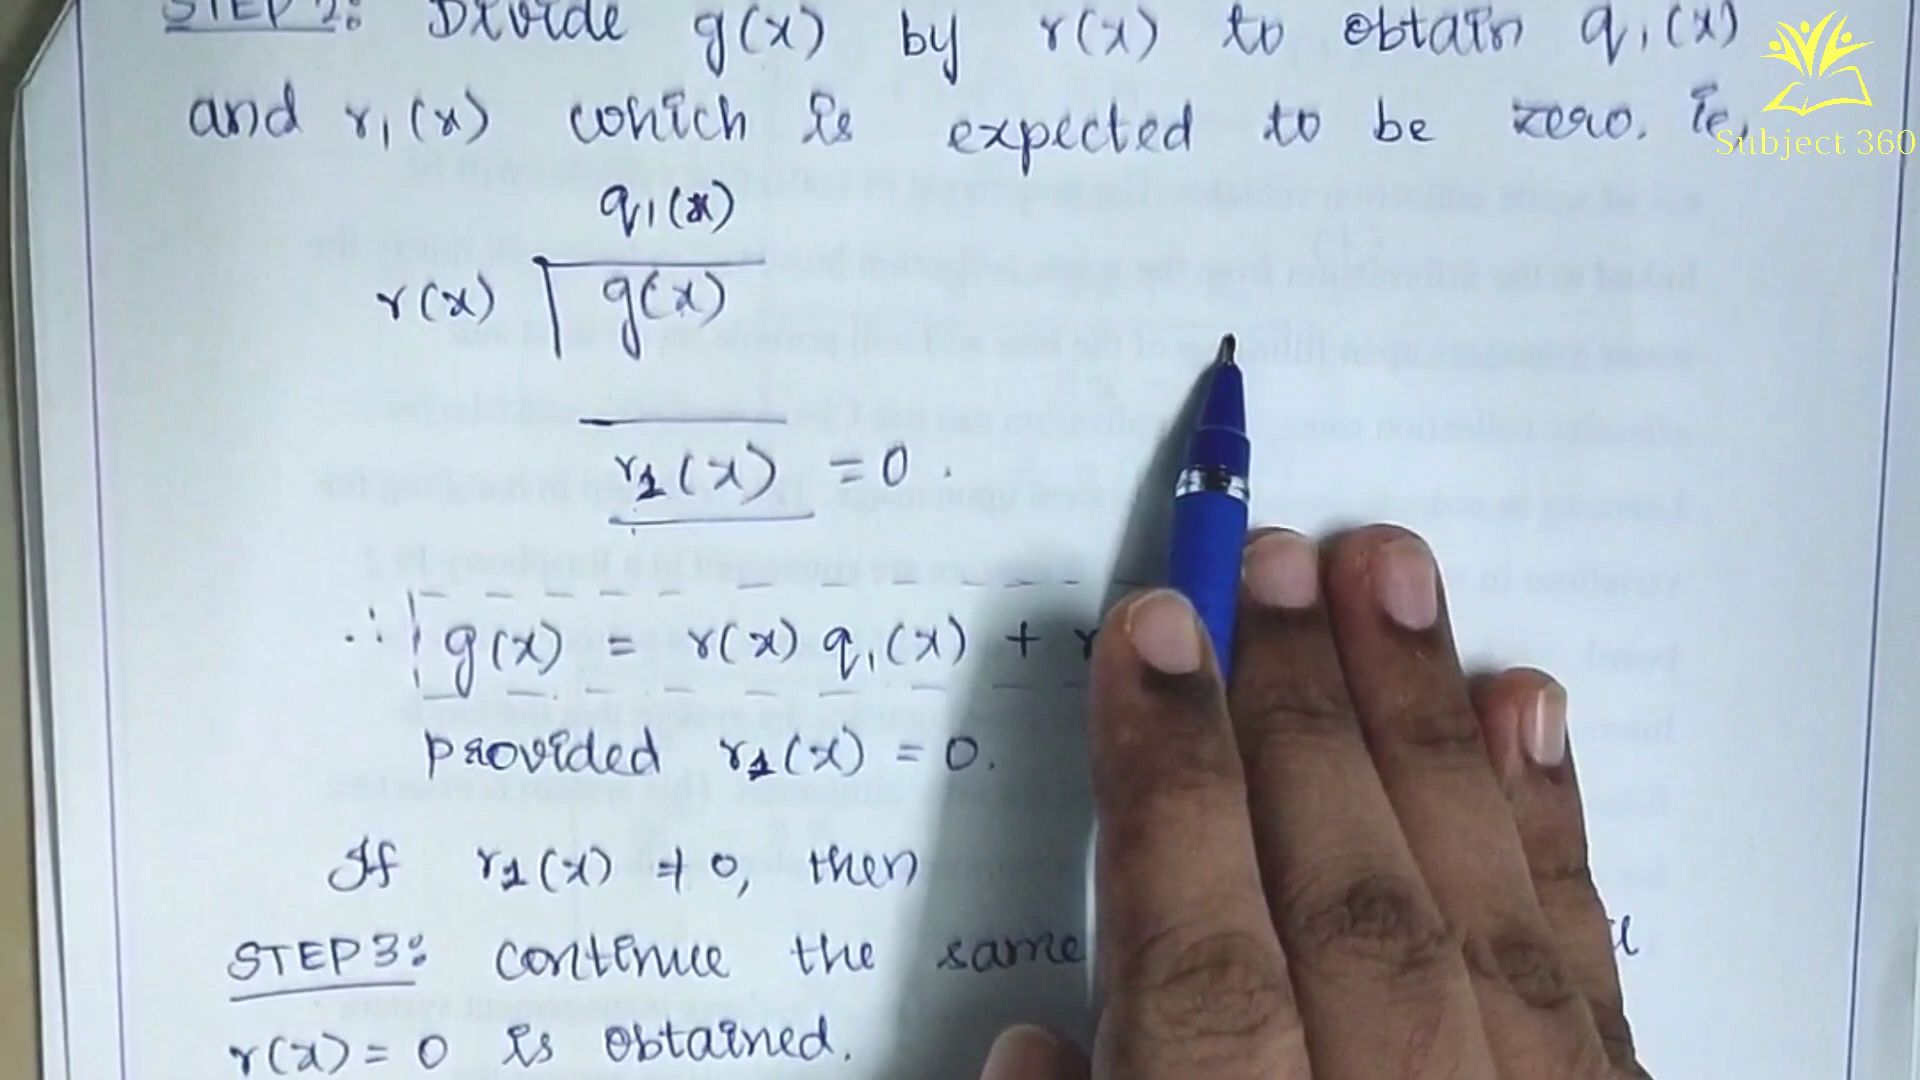 STEP 2: Divide g(x) by r(x) to obtain q₁(x)
and r₁(x) which is expected to be zero. ie,
Subject 360
q₁(x)
r(x) g(x)
r₁(x) = 0.
∴ g(x) = r(x) q₁(x) + r
provided r₁(x) = 0.
If r₁(x) ≠ 0, then
STEP 3: continue the same
r(x) = 0 is obtained.